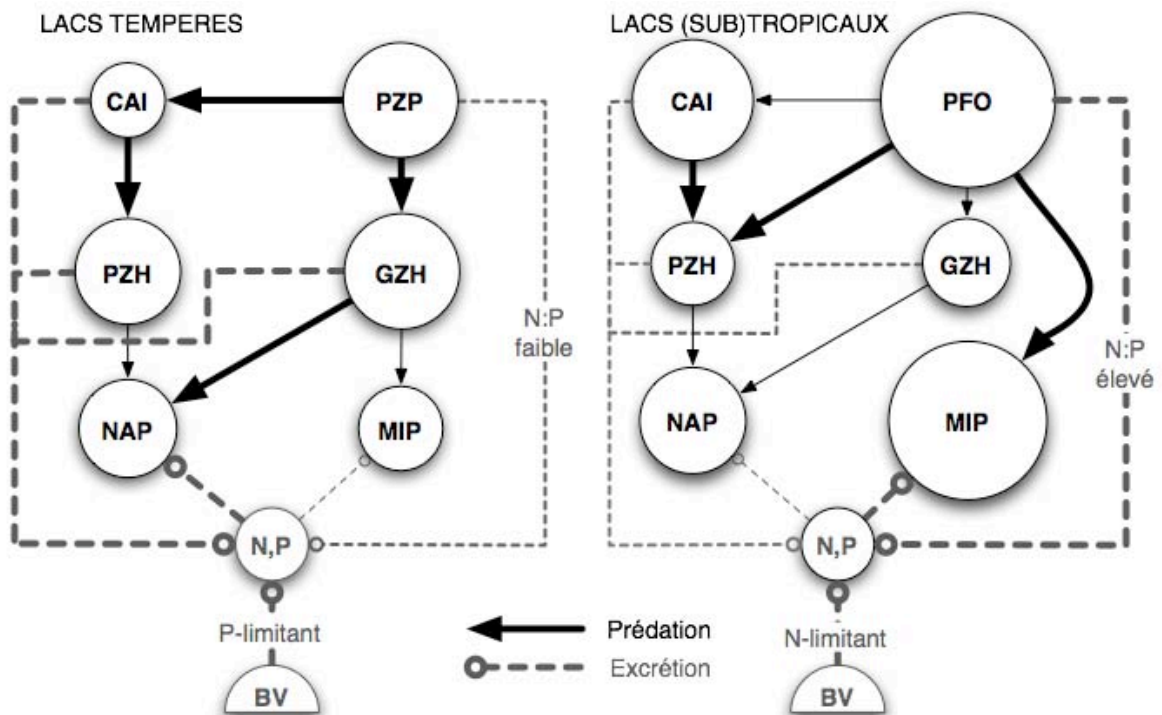 LACS TEMPERES
CAI
PZP
PZH
GZH
N:P
faible
NAP
MIP
N,P
P-limitant
BV
LACS (SUB)TROPICAUX
CAI
PFO
PZH
GZH
N:P
élevé
NAP
MIP
N,P
N-limitant
BV
Prédation
Excrétion